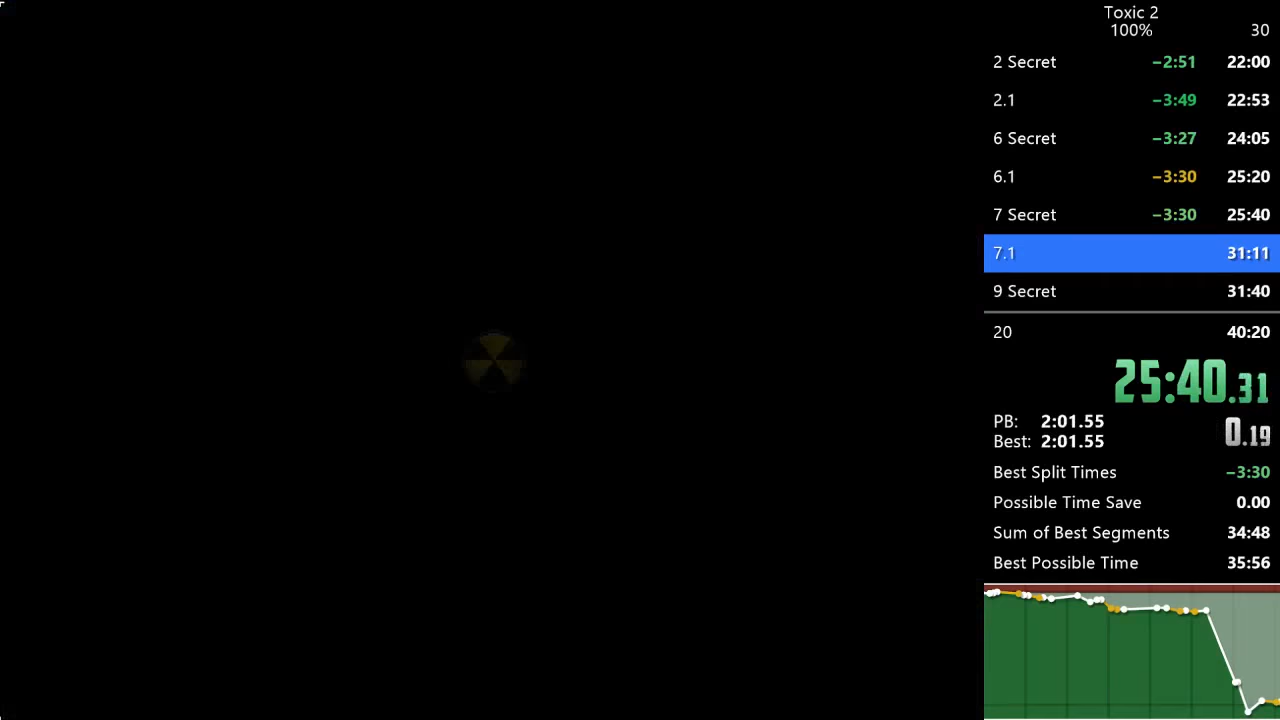 Toxic 2
100% 30
2 Secret −2:51 22:00
2.1 −3:49 22:53
6 Secret −3:27 24:05
6.1 −3:30 25:20
7 Secret −3:30 25:40
7.1 31:11
9 Secret 31:40
20 40:20
25:40.31
PB: 2:01.55
Best: 2:01.55
0.19
Best Split Times −3:30
Possible Time Save 0.00
Sum of Best Segments 34:48
Best Possible Time 35:56